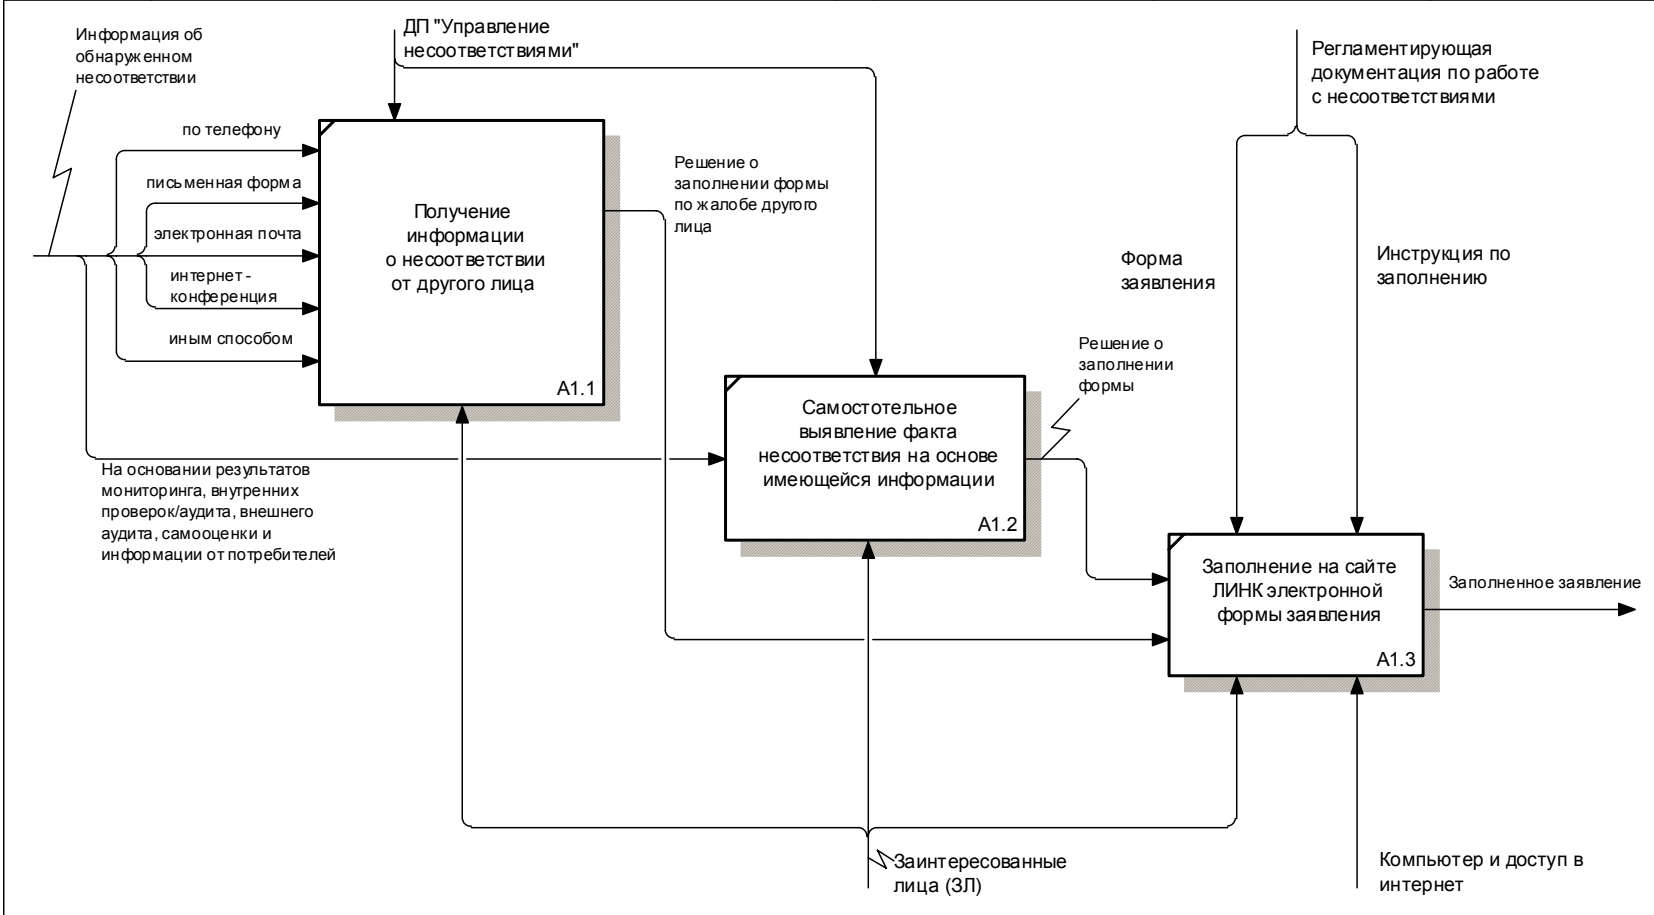 Информация об
обнаруженном
несоответствии
ДП "Управление
несоответствиями"
Регламентирующая
документация по работе
с несоответствиями
по телефону
письменная форма
электронная почта
интернет -
конференция
иным способом
Получение
информации
о несоответствии
от другого лица
A1.1
Решение о
заполнении формы
по жалобе другого
лица
Форма
заявления
Инструкция по
заполнению
На основании результатов
мониторинга, внутренних
проверок/аудита, внешнего
аудита, самооценки и
информации от потребителей
Самостотельное
выявление факта
несоответствия на основе
имеющейся информации
A1.2
Решение о
заполнении
формы
Заполнение на сайте
ЛИНК электронной
формы заявления
A1.3
Заполненное заявление
Заинтересованные
лица (ЗЛ)
Компьютер и доступ в
интернет